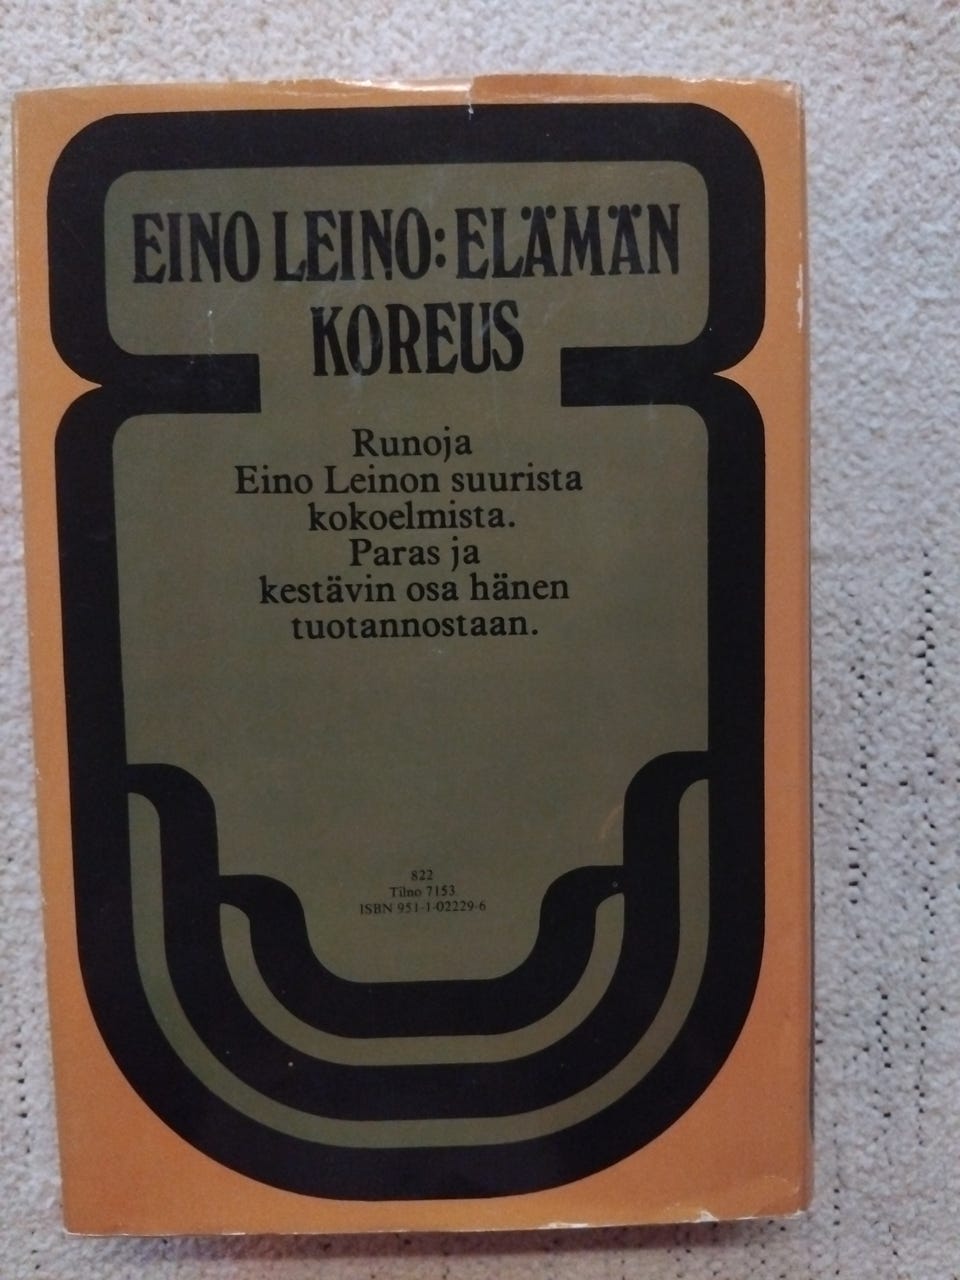 EINO LEINO: ELÄMÄN
KOREUS
Runoja
Eino Leinon suurista
kokoelmista.
Paras ja
kestävin osa hänen
tuotannostaan.
822
Tilno 7153
ISBN 951-1-02229-6